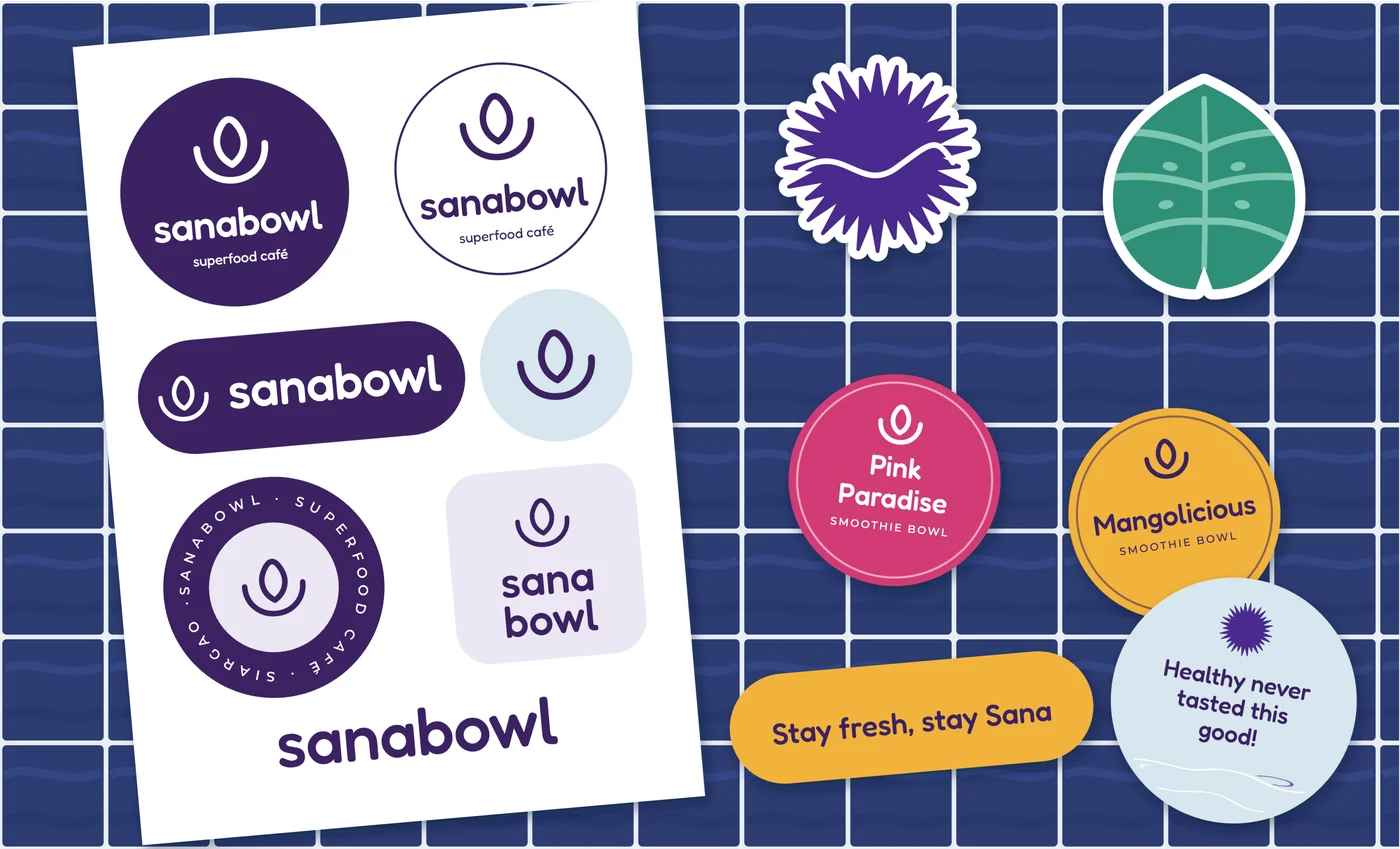 sanabowl
superfood café
sanabowl
superfood café
sanabowl
SANABOWL · SUPERFOOD CAFÉ · SIARGAO ·
sana
bowl
sanabowl
Pink
Paradise
SMOOTHIE BOWL
Mangolicious
SMOOTHIE BOWL
Stay fresh, stay Sana
Healthy never
tasted this
good!